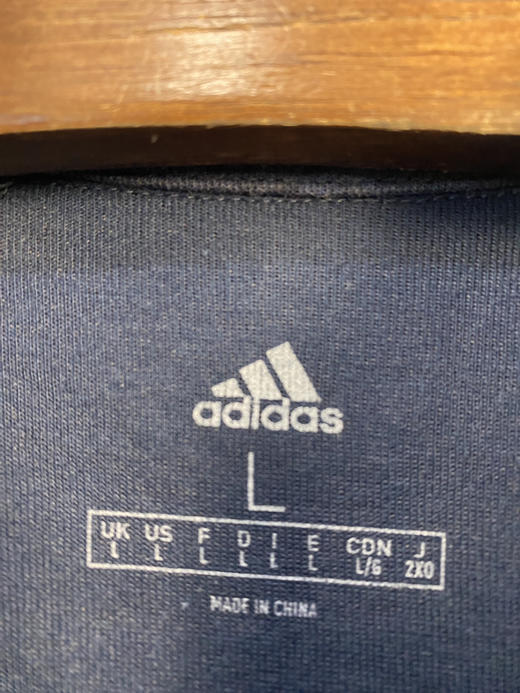 adidas
L
UK US F D I E CDN J
L L L L L L L/G 2XO
MADE IN CHINA